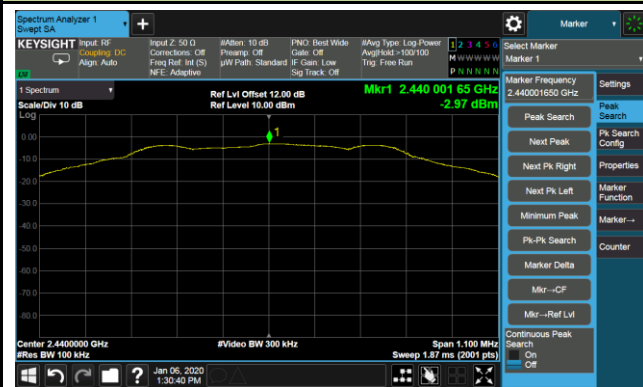 Spectrum Analyzer 1
Swept SA
Marker
KEYSIGHT
Input: RF
Coupling: DC
Align: Auto
Input Z: 50 Ω
Corrections: Off
Freq Ref: Int (S)
NFE: Adaptive
#Atten: 10 dB
Preamp: Off
µW Path: Standard
PNO: Best Wide
Gate: Off
IF Gain: Low
Sig Track: Off
#Avg Type: Log-Power
Avg|Hold:>100/100
Trig: Free Run
1 2 3 4 5 6
M W W W W W
P N N N N N
Select Marker
Marker 1
1 Spectrum
Scale/Div 10 dB
Log
Ref Lvl Offset 12.00 dB
Ref Level 10.00 dBm
Mkr1 2.440 001 65 GHz
-2.97 dBm
1
0.00
-10.0
-20.0
-30.0
-40.0
-50.0
-60.0
-70.0
-80.0
Center 2.4400000 GHz
#Res BW 100 kHz
#Video BW 300 kHz
Span 1.100 MHz
Sweep 1.87 ms (2001 pts)
Marker Frequency
2.440001650 GHz
Peak Search
Next Peak
Next Pk Right
Next Pk Left
Minimum Peak
Pk-Pk Search
Marker Delta
Mkr→CF
Mkr→Ref Lvl
Continuous Peak
Search
On
Off
Settings
Peak
Search
Pk Search
Config
Properties
Marker
Function
Marker→
Counter
Jan 06, 2020
1:30:40 PM